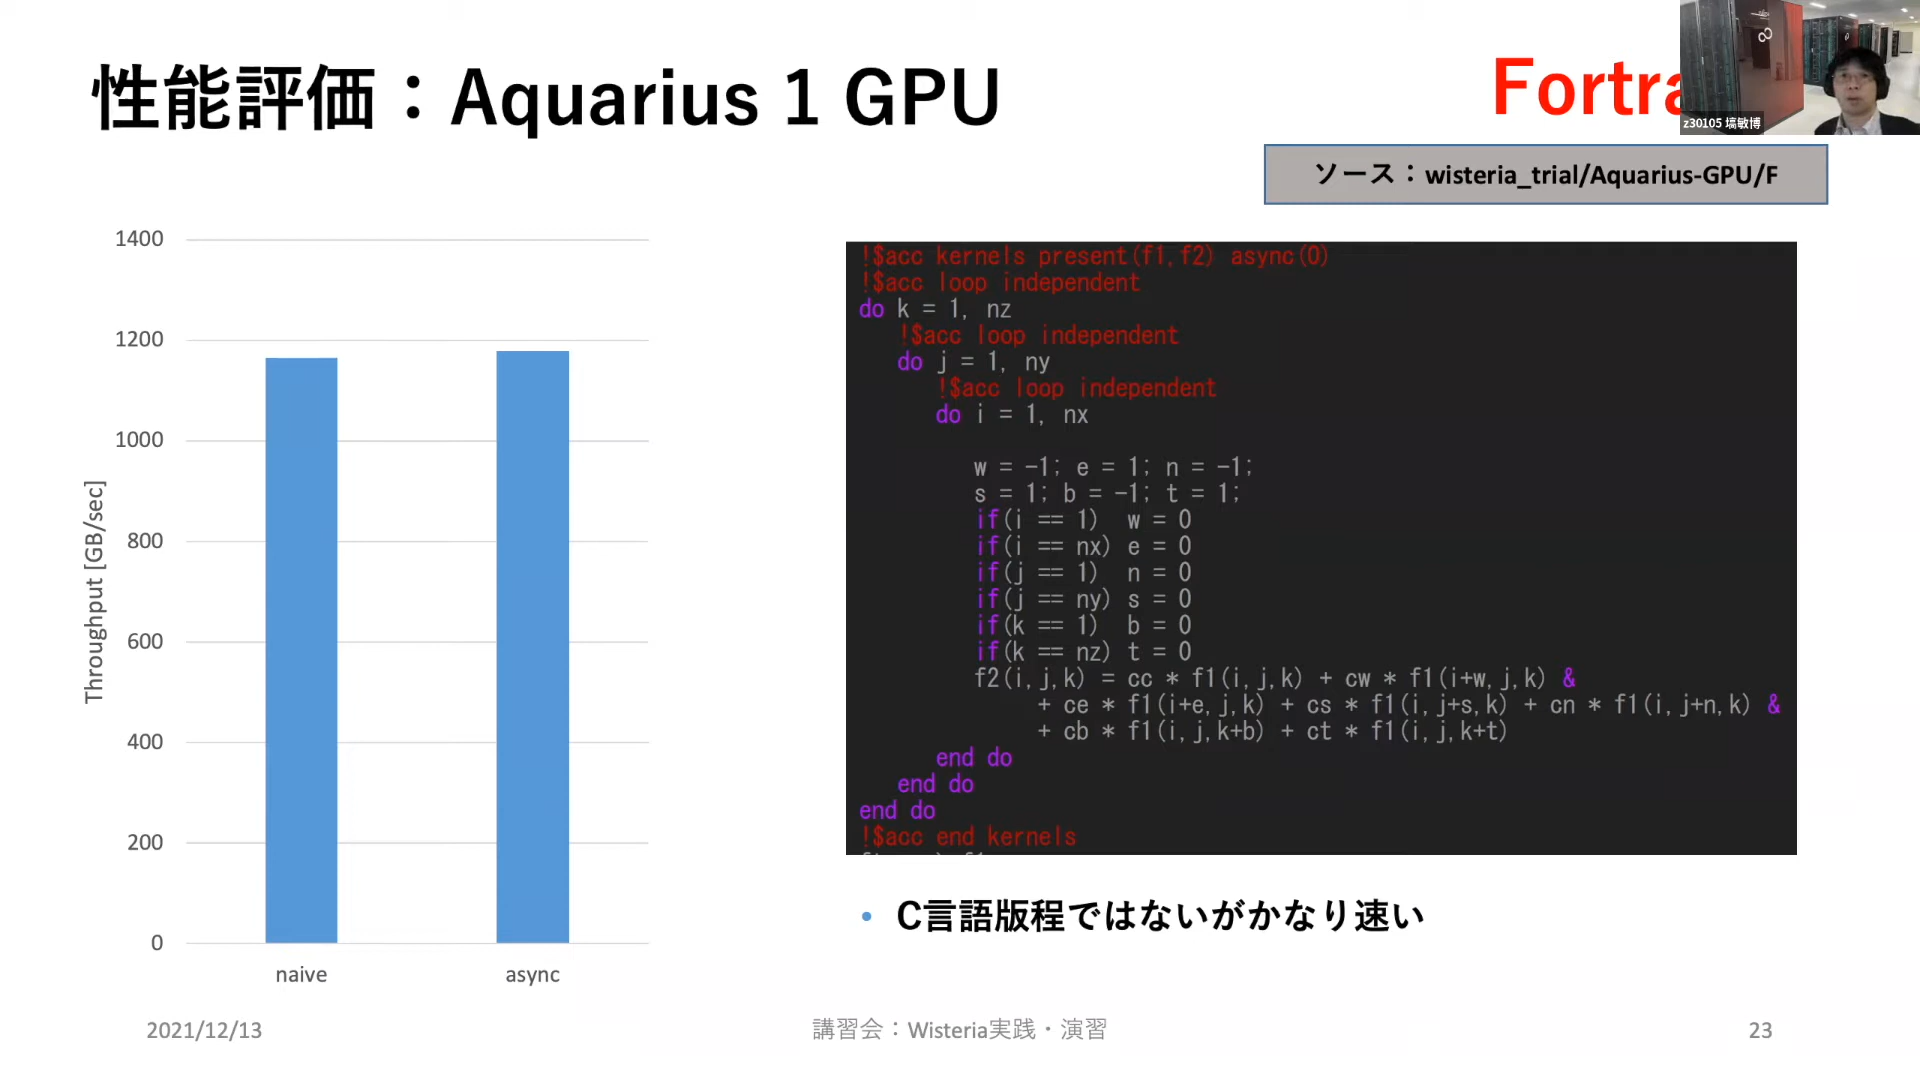 性能評価：Aquarius 1 GPU
z30105 塙敏博
ソース：wisteria_trial/Aquarius-GPU/F
1400
1200
1000
800
600
400
200
0
Throughput [GB/sec]
naive
async
!$acc kernels present(f1,f2) async(0)
!$acc loop independent
do k = 1, nz
!$acc loop independent
do j = 1, ny
!$acc loop independent
do i = 1, nx
w = -1; e = 1; n = -1;
s = 1; b = -1; t = 1;
if(i == 1) w = 0
if(i == nx) e = 0
if(j == 1) n = 0
if(j == ny) s = 0
if(k == 1) b = 0
if(k == nz) t = 0
f2(i,j,k) = cc * f1(i,j,k) + cw * f1(i+w,j,k) &
+ ce * f1(i+e,j,k) + cs * f1(i,j+s,k) + cn * f1(i,j+n,k) &
+ cb * f1(i,j,k+b) + ct * f1(i,j,k+t)
end do
end do
end do
!$acc end kernels
• C言語版程ではないがかなり速い
2021/12/13
講習会：Wisteria実践・演習
23